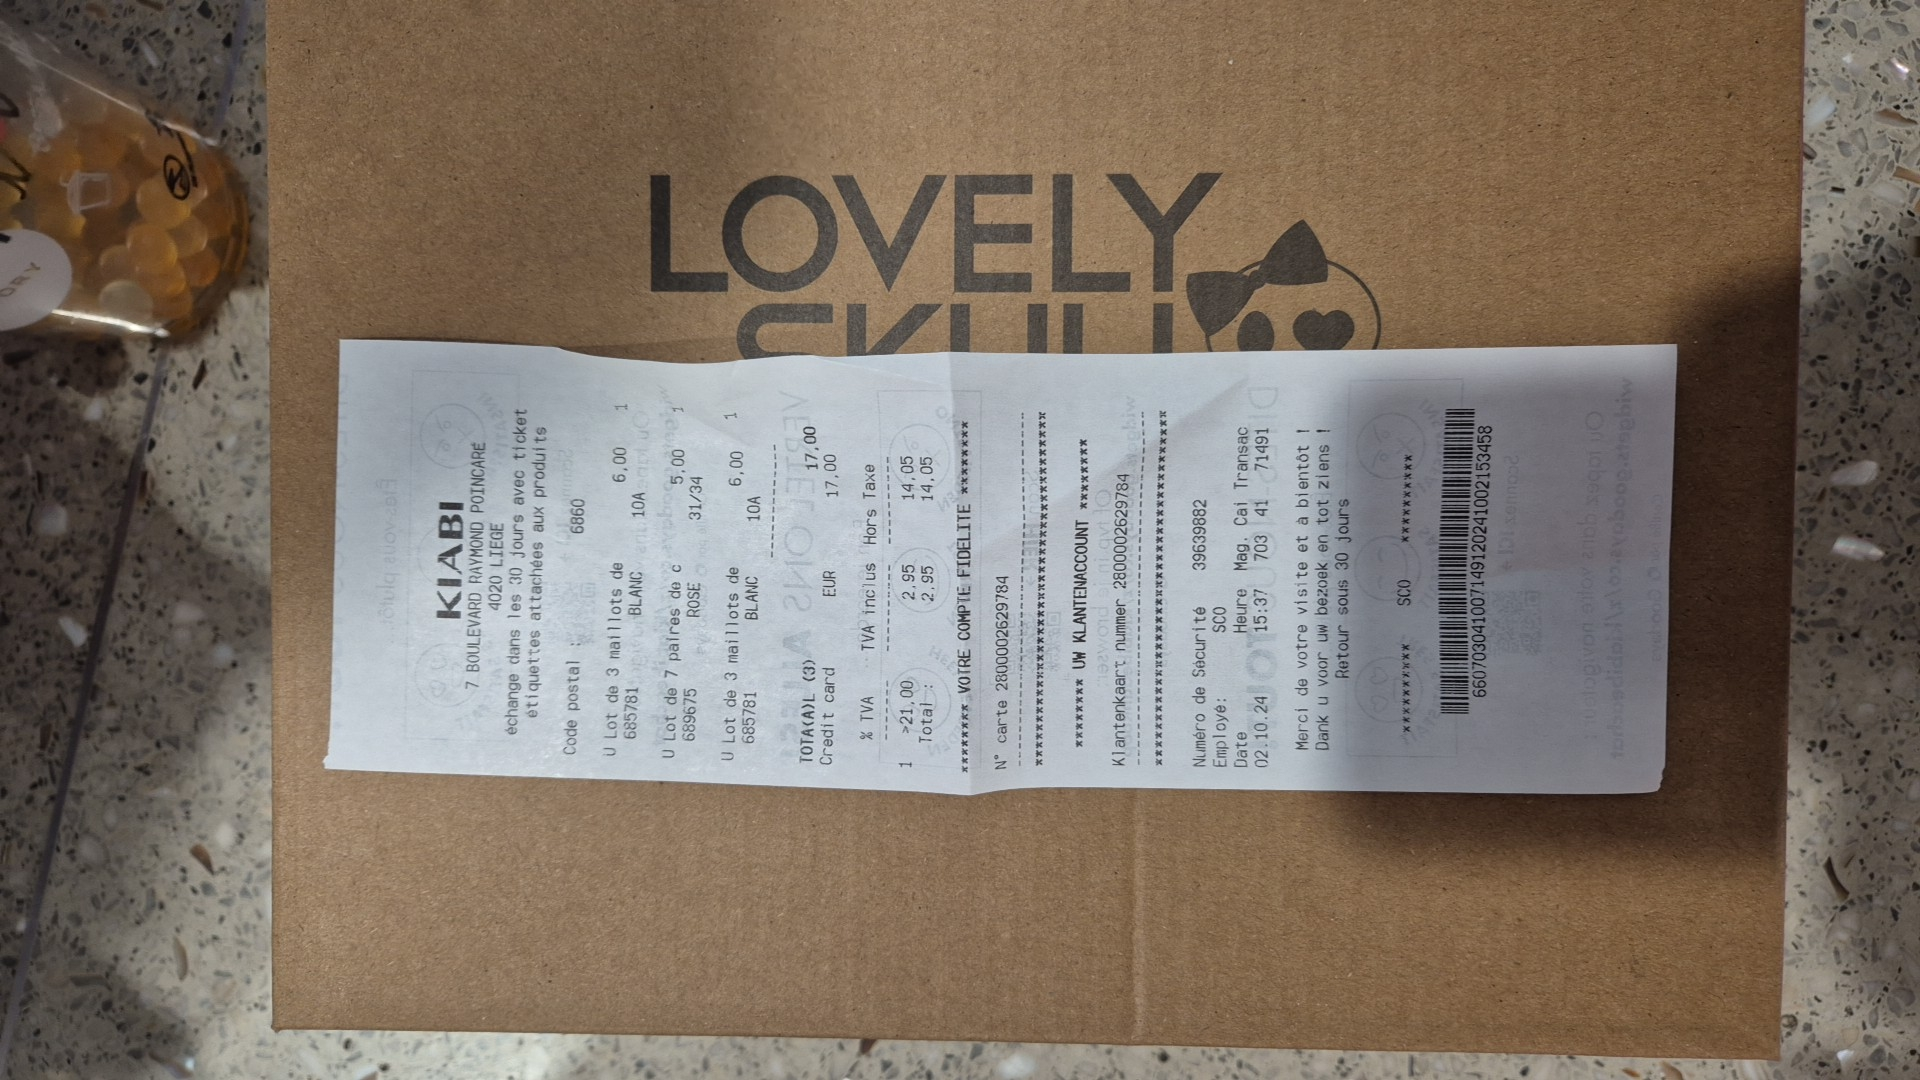 LOVELY
SKULL
KIABI
7 BOULEVARD RAYMOND POINCARE
4020 LIEGE
échange dans les 30 jours avec ticket
étiquettes attachées aux produits
Code postal : 6860
U Lot de 3 maillots de 6,00 1
685781 BLANC 10A
U Lot de 7 paires de c 5,00 1
689675 ROSE 31/34
U Lot de 3 maillots de 6,00 1
685781 BLANC 10A
TOTA(A)L (3) 17,00
Credit card EUR 17,00
% TVA TVA inclus Hors Taxe
1 >21,00 2.95 14,05
Total : 2.95 14,05
******** VOTRE COMPTE FIDELITE ********
N° carte 2800002629784
******** UW KLANTENACCOUNT ********
Klantenkaart nummer 2800002629784
Numéro de Sécurité 39639882
Employé: SCO
Date Heure Mag. Cai Transac
02.10.24 15:37 703 41 71491
Merci de votre visite et à bientôt !
Dank u voor uw bezoek en tot ziens !
Retour sous 30 jours
********** SCO **********
660703041007149120241002153458